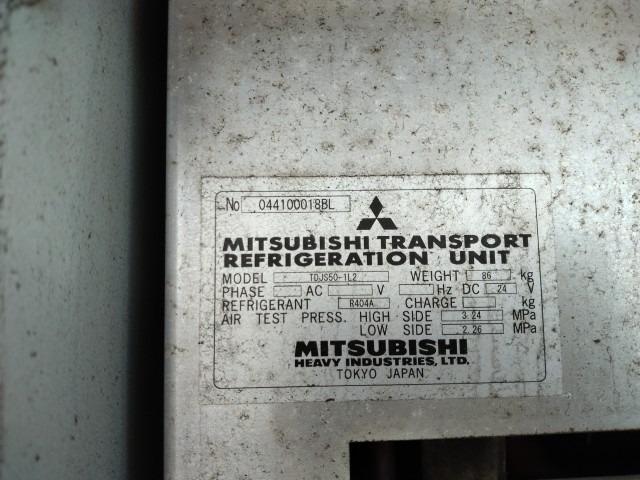 No 044100018BL
MITSUBISHI TRANSPORT
REFRIGERATION UNIT
MODEL TDJS50-1L2 WEIGHT 86 kg
PHASE AC V Hz DC 24 V
REFRIGERANT R404A CHARGE kg
AIR TEST PRESS. HIGH SIDE 3.24 MPa
LOW SIDE 2.26 MPa
MITSUBISHI
HEAVY INDUSTRIES, LTD.
TOKYO JAPAN